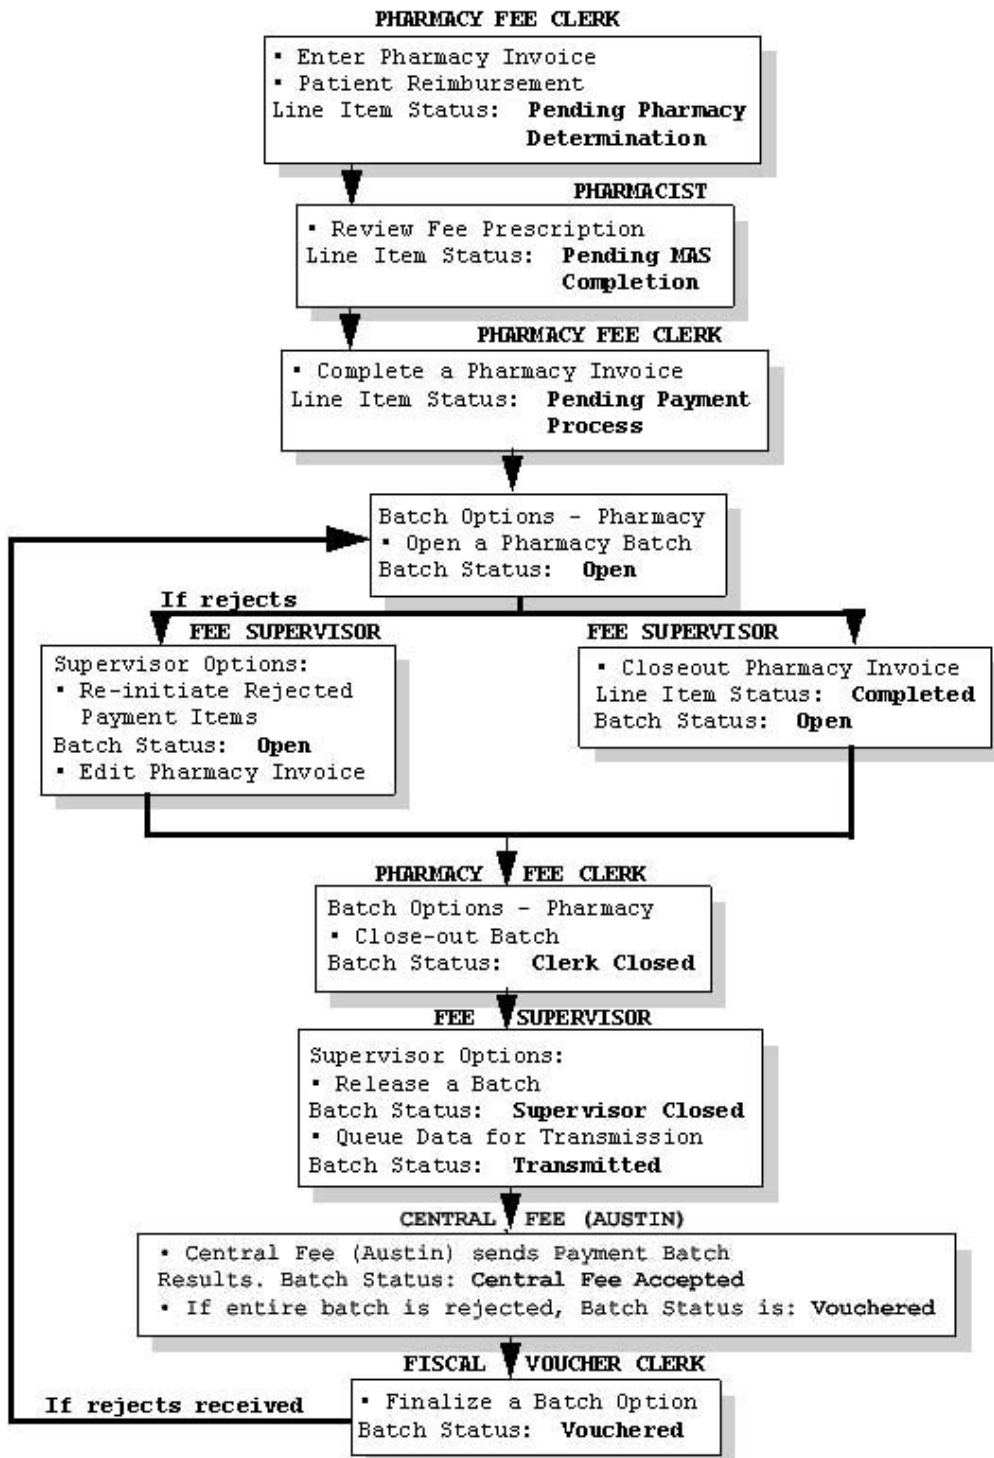 PHARMACY FEE CLERK
▪ Enter Pharmacy Invoice
▪ Patient Reimbursement
Line Item Status: Pending Pharmacy
Determination
PHARMACIST
▪ Review Fee Prescription
Line Item Status: Pending MAS
Completion
PHARMACY FEE CLERK
▪ Complete a Pharmacy Invoice
Line Item Status: Pending Payment
Process
Batch Options - Pharmacy
▪ Open a Pharmacy Batch
Batch Status: Open
If rejects
FEE SUPERVISOR
Supervisor Options:
▪ Re-initiate Rejected
Payment Items
Batch Status: Open
▪ Edit Pharmacy Invoice
FEE SUPERVISOR
▪ Closeout Pharmacy Invoice
Line Item Status: Completed
Batch Status: Open
PHARMACY FEE CLERK
Batch Options - Pharmacy
▪ Close-out Batch
Batch Status: Clerk Closed
FEE SUPERVISOR
Supervisor Options:
▪ Release a Batch
Batch Status: Supervisor Closed
▪ Queue Data for Transmission
Batch Status: Transmitted
CENTRAL FEE (AUSTIN)
▪ Central Fee (Austin) sends Payment Batch
Results. Batch Status: Central Fee Accepted
▪ If entire batch is rejected, Batch Status is: Vouchered
FISCAL VOUCHER CLERK
▪ Finalize a Batch Option
Batch Status: Vouchered
If rejects received